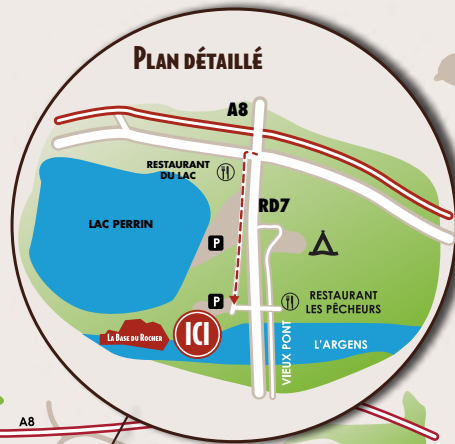 PLAN DÉTAILLÉ
A8
RESTAURANT
DU LAC
RD7
LAC PERRIN
P
P
RESTAURANT
LES PÊCHEURS
LA BASE DU ROCHER
ICI
VIEUX PONT
L'ARGENS
A8